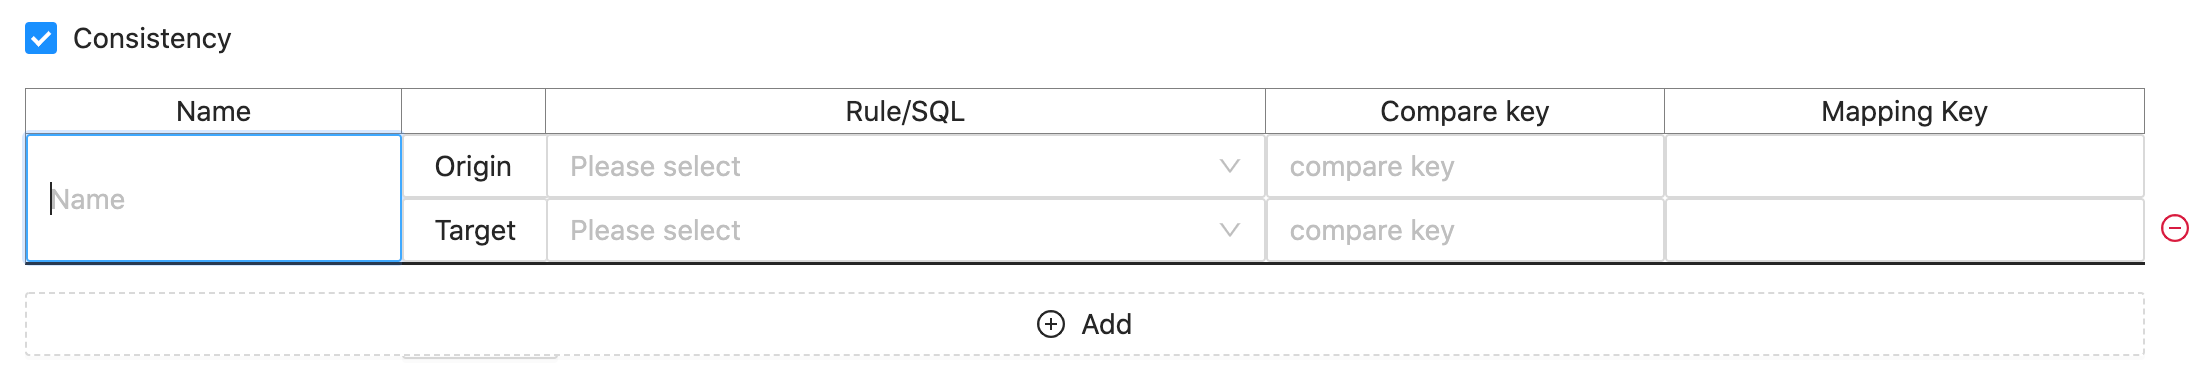 Consistency
Name Rule/SQL Compare key Mapping Key
Name
Origin Please select compare key
Target Please select compare key
Add